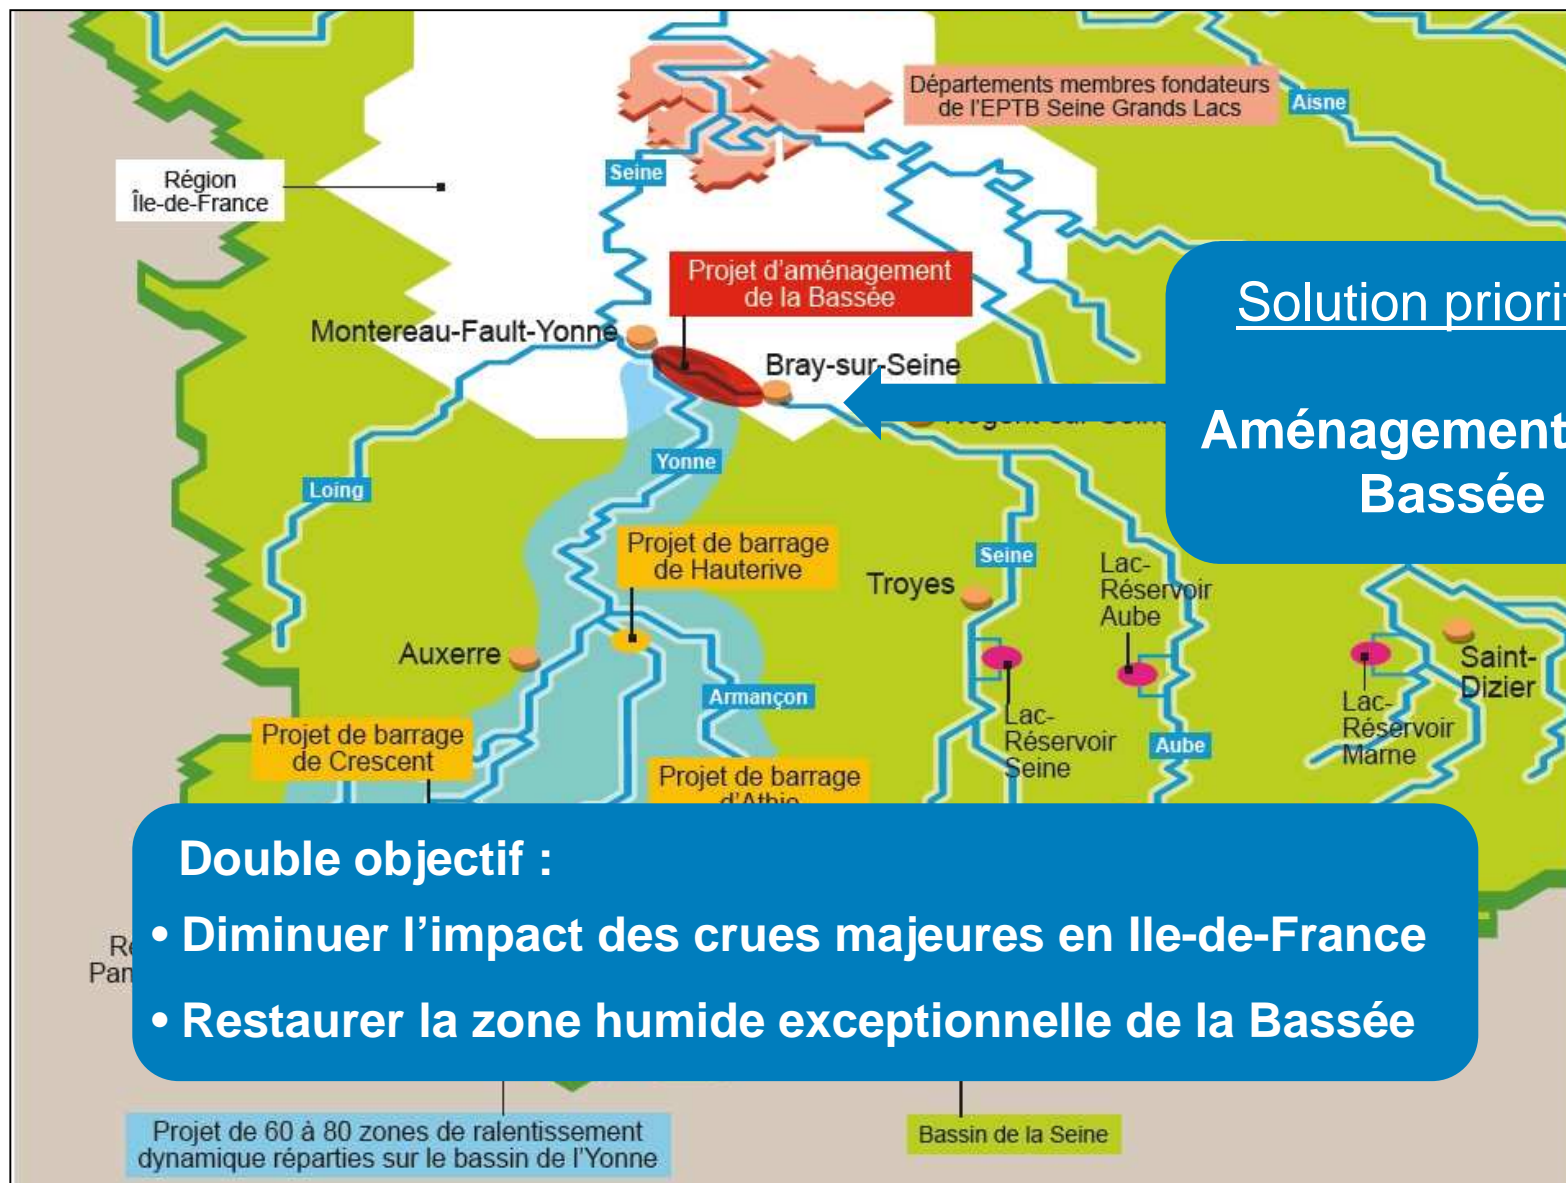 Départements membres fondateurs
de l'EPTB Seine Grands Lacs
Aisne
Région
Île-de-France
Seine
Projet d'aménagement
de la Bassée
Solution
Montereau-Fault-Yonne
Bray-sur-Seine
Aménagement
Bassée
Yonne
Loing
Projet de barrage
de Hauterive
Seine
Troyes
Lac-
Réservoir
Aube
Auxerre
Saint-
Dizier
Armançon
Lac-
Réservoir
Marne
Lac-
Réservoir
Seine
Aube
Projet de barrage
de Crescent
Projet de barrage
Double objectif :
• Diminuer l'impact des crues majeures en Ile-de-France
• Restaurer la zone humide exceptionnelle de la Bassée
Projet de 60 à 80 zones de ralentissement
dynamique réparties sur le bassin de l'Yonne
Bassin de la Seine